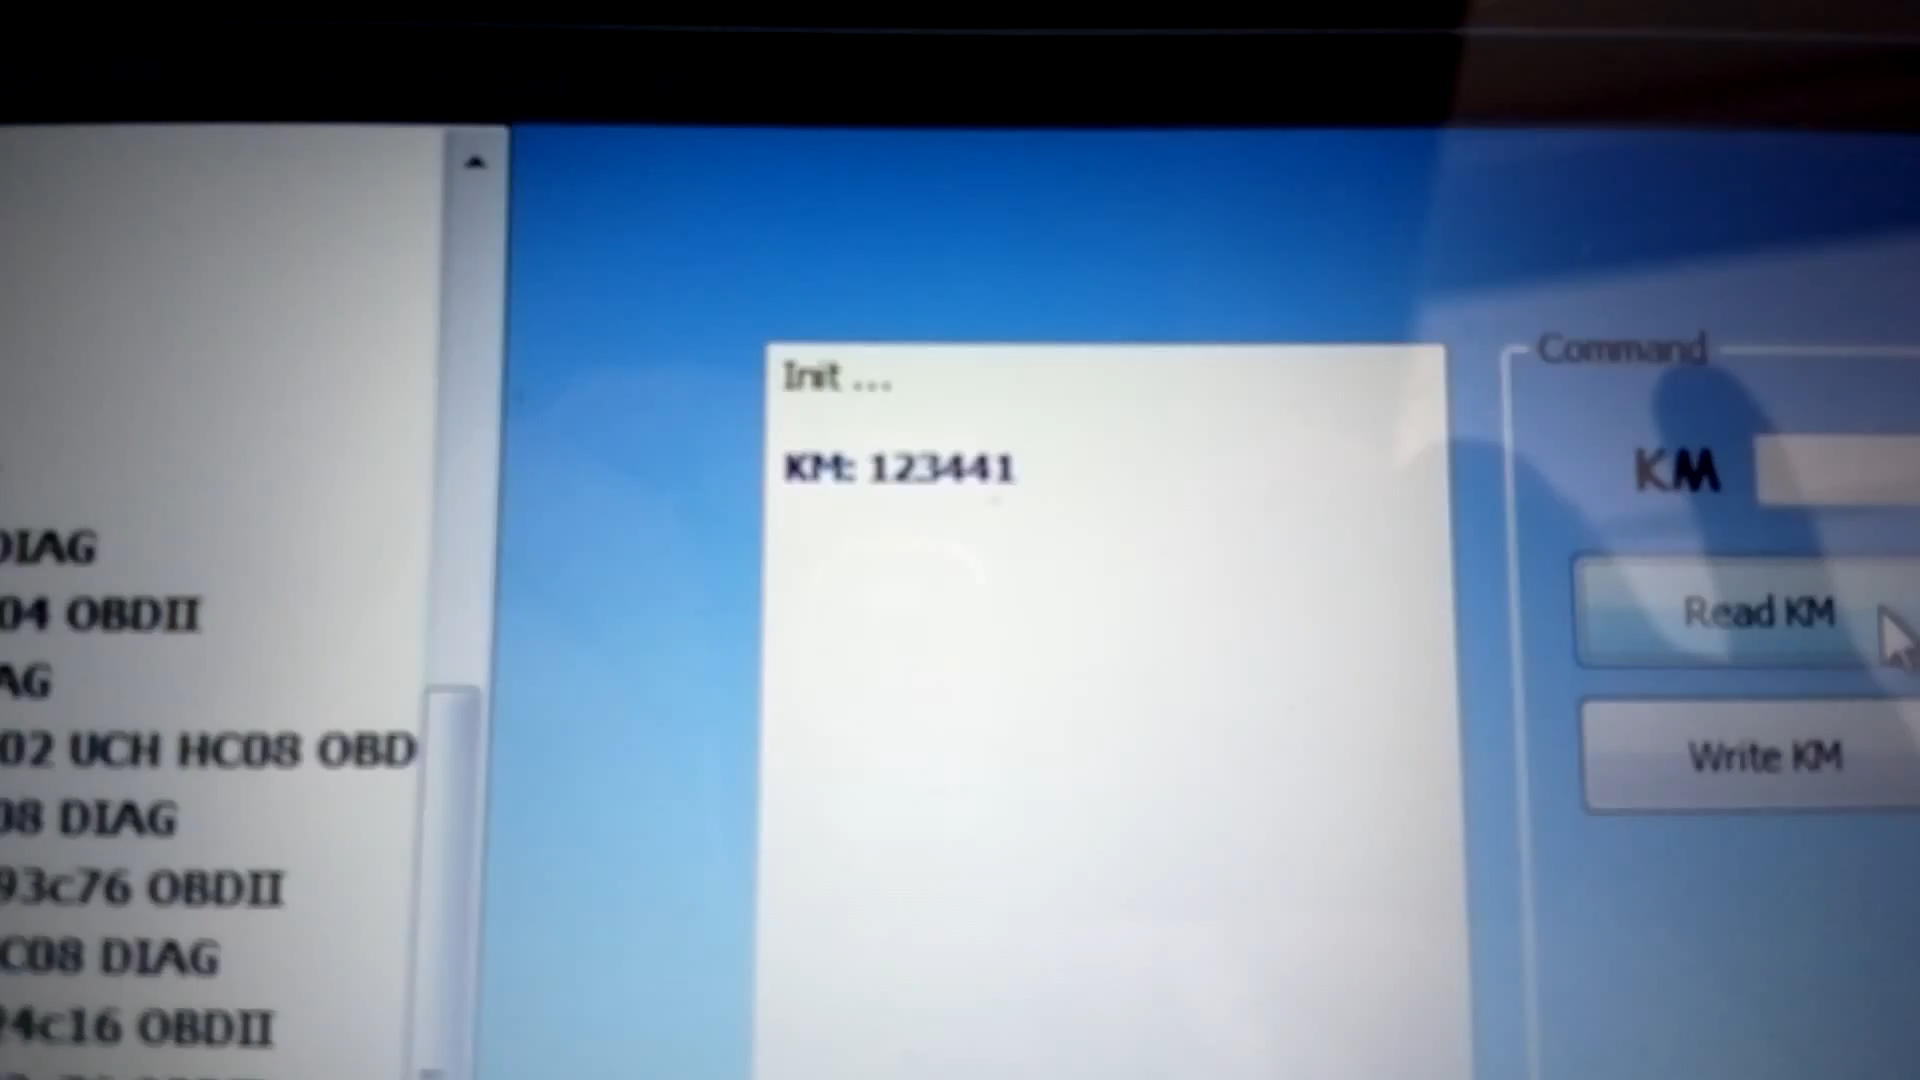 DIAG
04 OBDII
AG
02 UCH HC08 OBD
08 DIAG
93c76 OBDII
C08 DIAG
4c16 OBDII
Init ...
KM: 123441
Command
KM
Read KM
Write KM